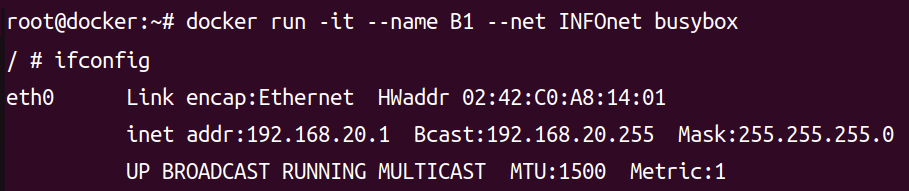 root@docker:~# docker run -it --name B1 --net INFOnet busybox
/ # ifconfig
eth0      Link encap:Ethernet  HWaddr 02:42:C0:A8:14:01
          inet addr:192.168.20.1  Bcast:192.168.20.255  Mask:255.255.255.0
          UP BROADCAST RUNNING MULTICAST  MTU:1500  Metric:1